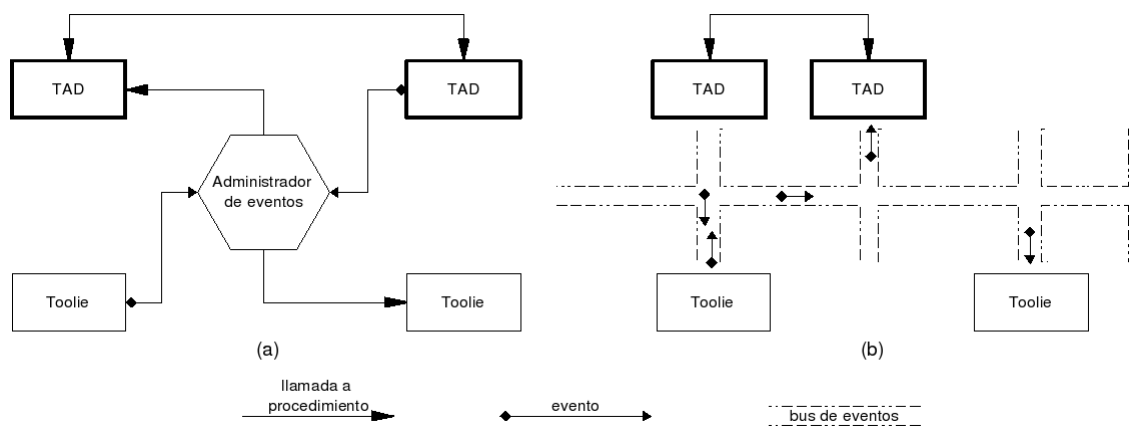 TAD
TAD
TAD
TAD
Administrador
de eventos
Toolie
Toolie
Toolie
Toolie
(a)
(b)
llamada a
procedimiento
evento
bus de eventos